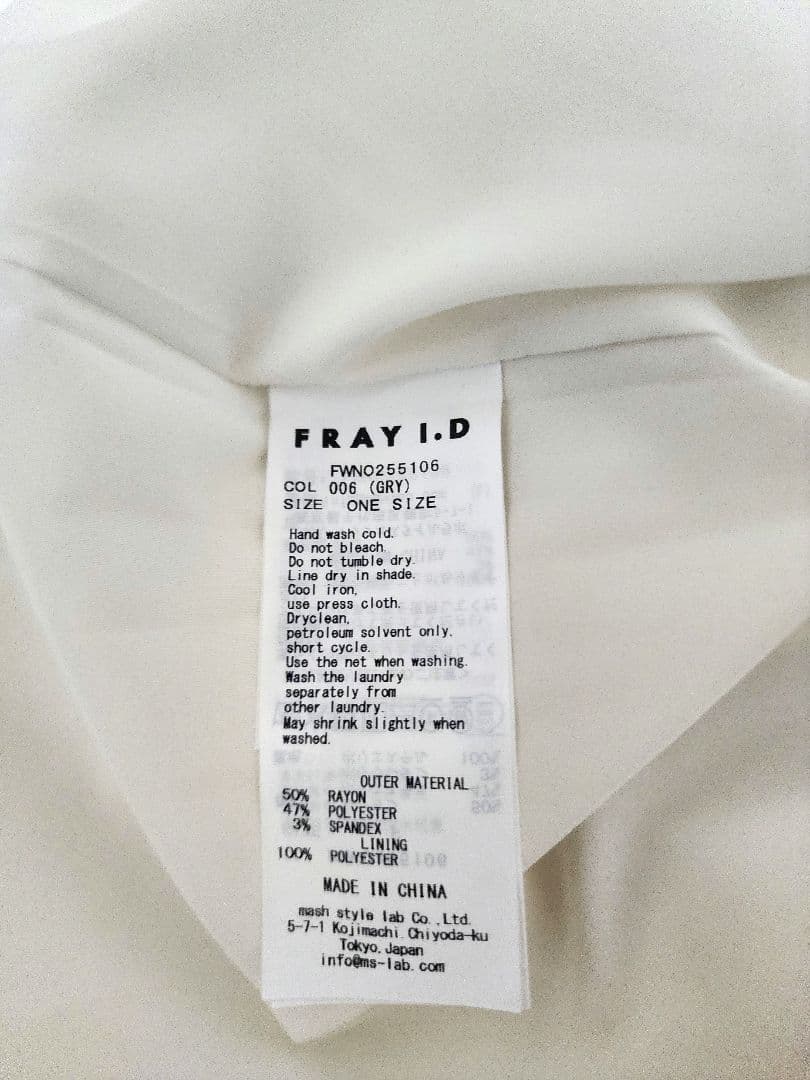 FRAY I.D
FWNO255106
COL 006 (GRY)
SIZE ONE SIZE
Hand wash cold.
Do not bleach.
Do not tumble dry.
Line dry in shade.
Cool iron,
use press cloth.
Dryclean,
petroleum solvent only.
short cycle.
Use the net when washing.
Wash the laundry
separately from
other laundry.
May shrink slightly when
washed.
OUTER MATERIAL
50% RAYON
47% POLYESTER
3% SPANDEX
LINING
100% POLYESTER
MADE IN CHINA
mash style lab Co.,Ltd.
5-7-1 Kojimachi.Chiyoda-ku
Tokyo, Japan
info@ms-lab.com